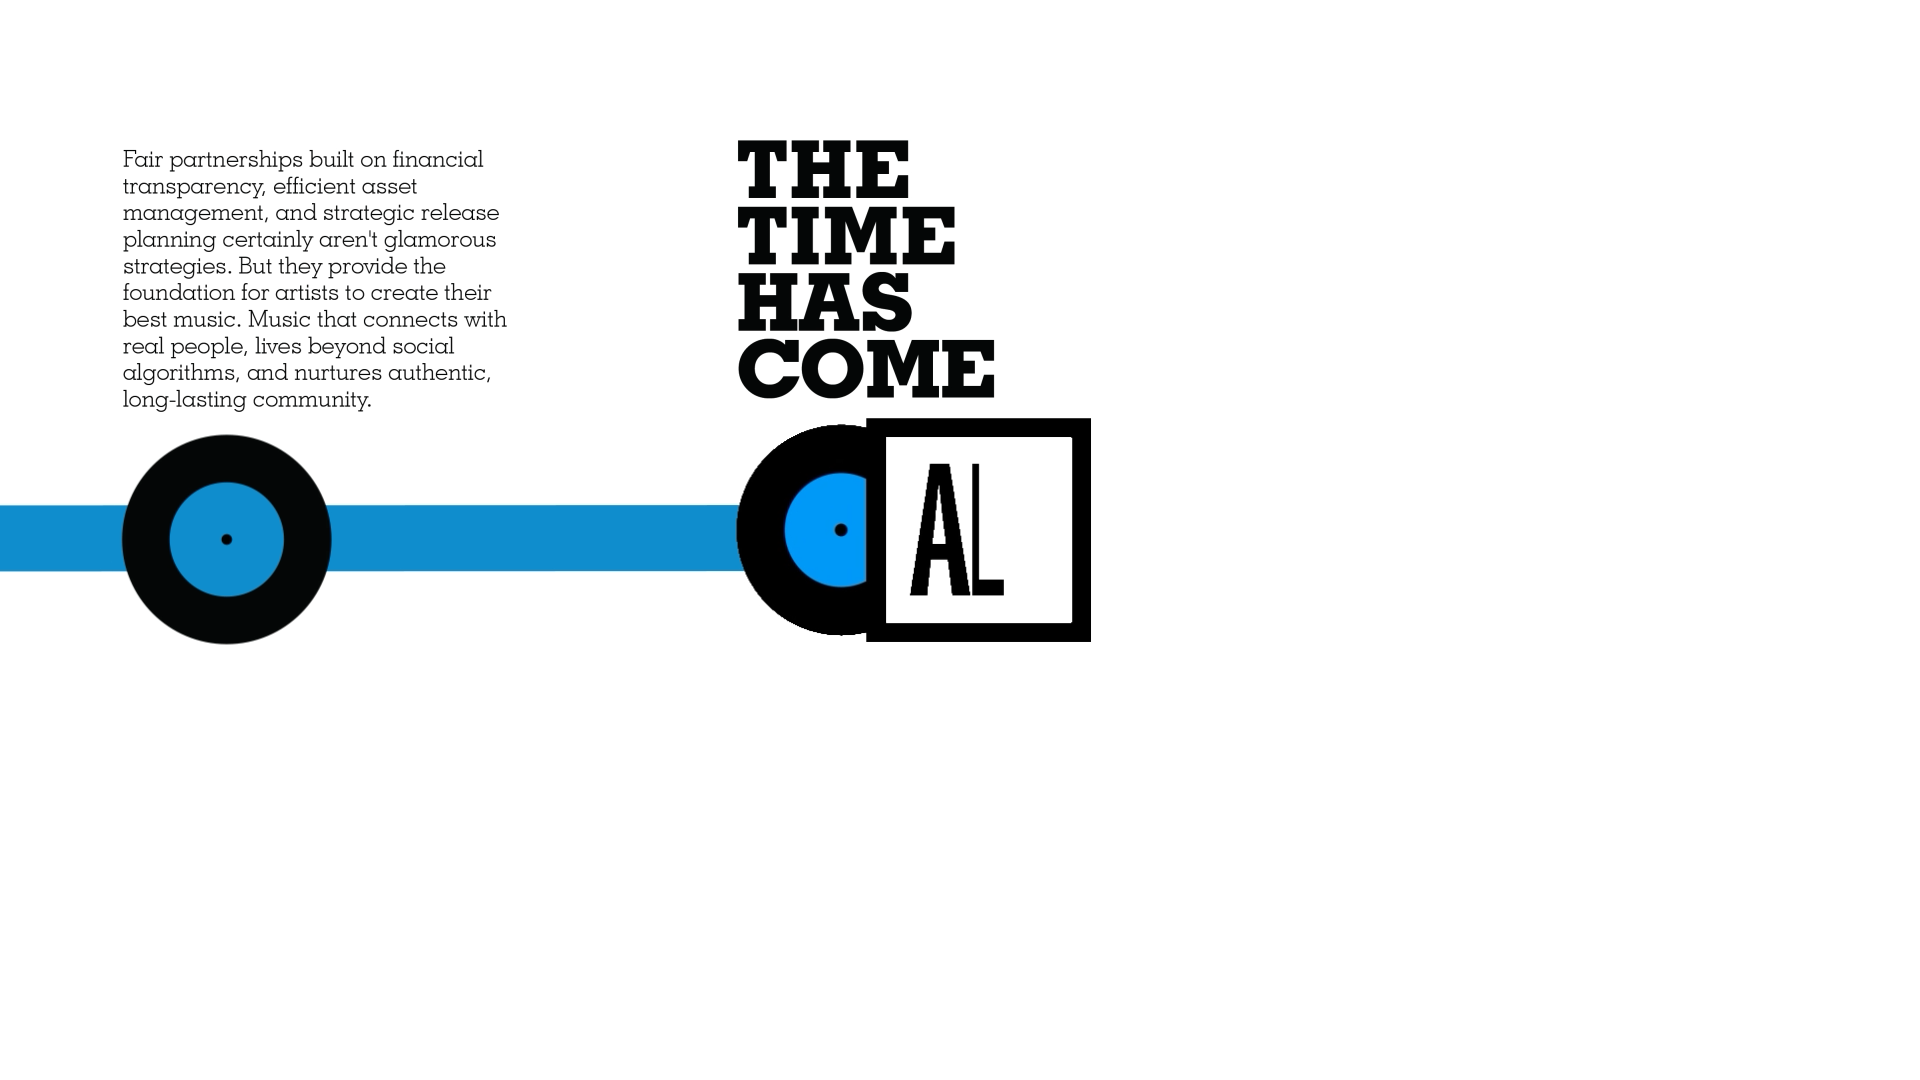 Fair partnerships built on financial
transparency, efficient asset
management, and strategic release
planning certainly aren't glamorous
strategies. But they provide the
foundation for artists to create their
best music. Music that connects with
real people, lives beyond social
algorithms, and nurtures authentic,
long-lasting community.
THE
TIME
HAS
COME
AL